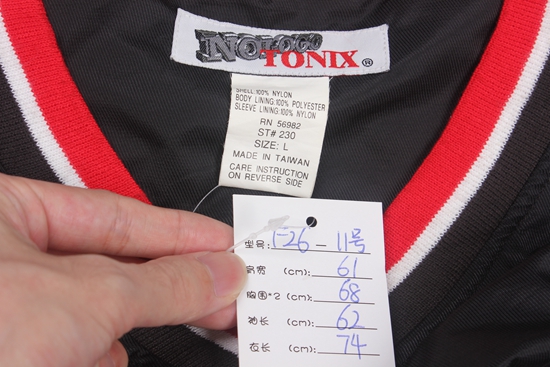 NOLOGO
TONIX ®
SHELL:100% NYLON
BODY LINING:100% POLYESTER
SLEEVE LINING:100% NYLON
RN 56982
ST# 230
SIZE: L
MADE IN TAIWAN
CARE INSTRUCTION
ON REVERSE SIDE
型号: F26-11号
肩宽 (cm): 61
胸围*2 (cm): 68
袖长 (cm): 62
衣长 (cm): 74